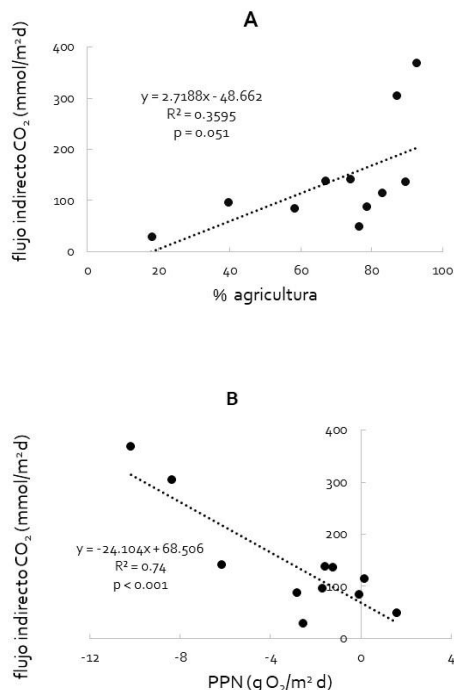 A
flujo indirecto CO₂ (mmol/m² d)
400
300
200
100
0
y = 2.7188x - 48.662
R² = 0.3595
p = 0.051
0 20 40 60 80 100
% agricultura
B
flujo indirecto CO₂ (mmol/m² d)
400
300
200
100
0
y = -24.104x + 68.506
R² = 0.74
p < 0.001
-12 -8 -4 0 4
PPN (g O₂/m² d)